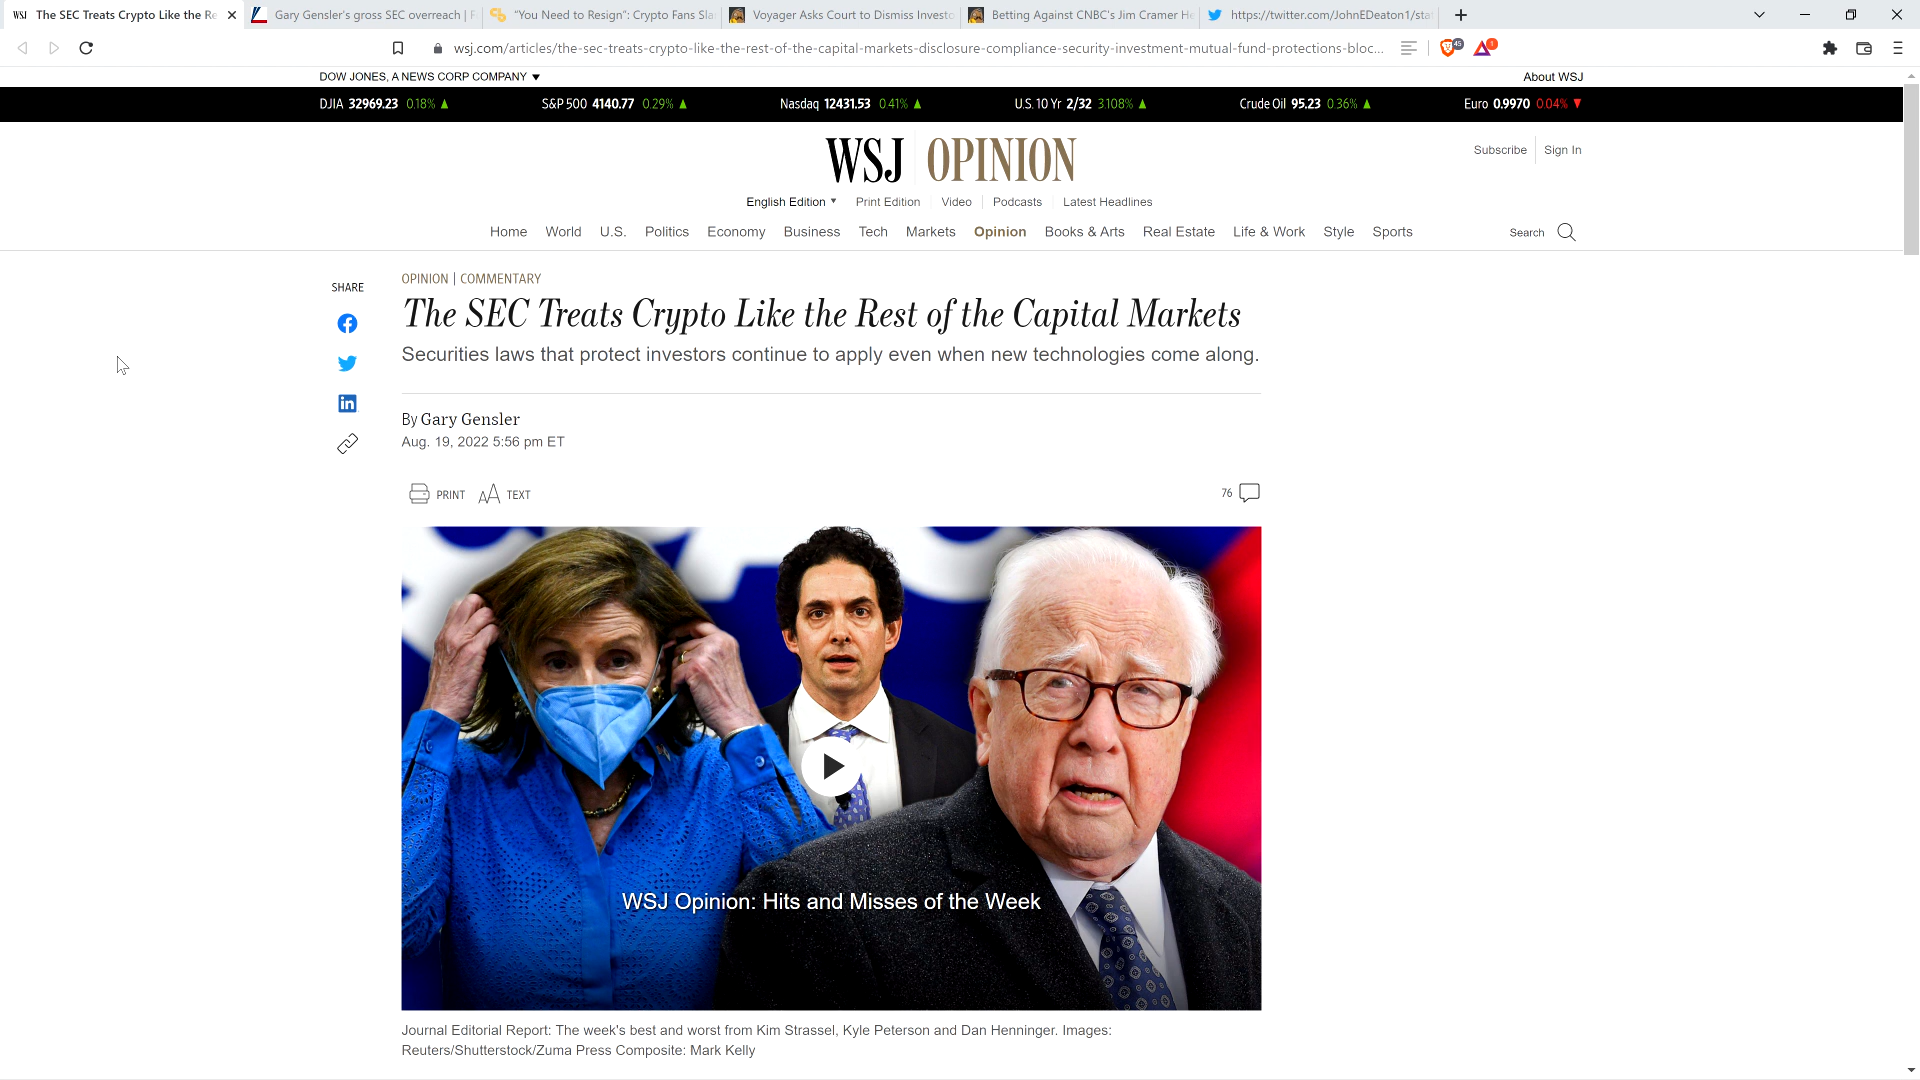 The SEC Treats Crypto Like the Re
Gary Gensler's gross SEC overreach |
"You Need to Resign": Crypto Fans Sla
Voyager Asks Court to Dismiss Investo
Betting Against CNBC's Jim Cramer He
https://twitter.com/JohnEDeaton1/sta
wsj.com/articles/the-sec-treats-crypto-like-the-rest-of-the-capital-markets-disclosure-compliance-security-investment-mutual-fund-protections-bloc...
45
1
DOW JONES, A NEWS CORP COMPANY ▼
About WSJ
DJIA 32969.23 0.18% ▲ S&P 500 4140.77 0.29% ▲ Nasdaq 12431.53 0.41% ▲ U.S. 10 Yr 2/32 3.108% ▲ Crude Oil 95.23 0.36% ▲ Euro 0.9970 0.04% ▼
WSJ OPINION
Subscribe Sign In
English Edition ▼ Print Edition Video Podcasts Latest Headlines
Home World U.S. Politics Economy Business Tech Markets Opinion Books & Arts Real Estate Life & Work Style Sports
Search
SHARE
OPINION | COMMENTARY
The SEC Treats Crypto Like the Rest of the Capital Markets
Securities laws that protect investors continue to apply even when new technologies come along.
By Gary Gensler
Aug. 19, 2022 5:56 pm ET
PRINT TEXT
76
WSJ Opinion: Hits and Misses of the Week
Journal Editorial Report: The week's best and worst from Kim Strassel, Kyle Peterson and Dan Henninger. Images:
Reuters/Shutterstock/Zuma Press Composite: Mark Kelly